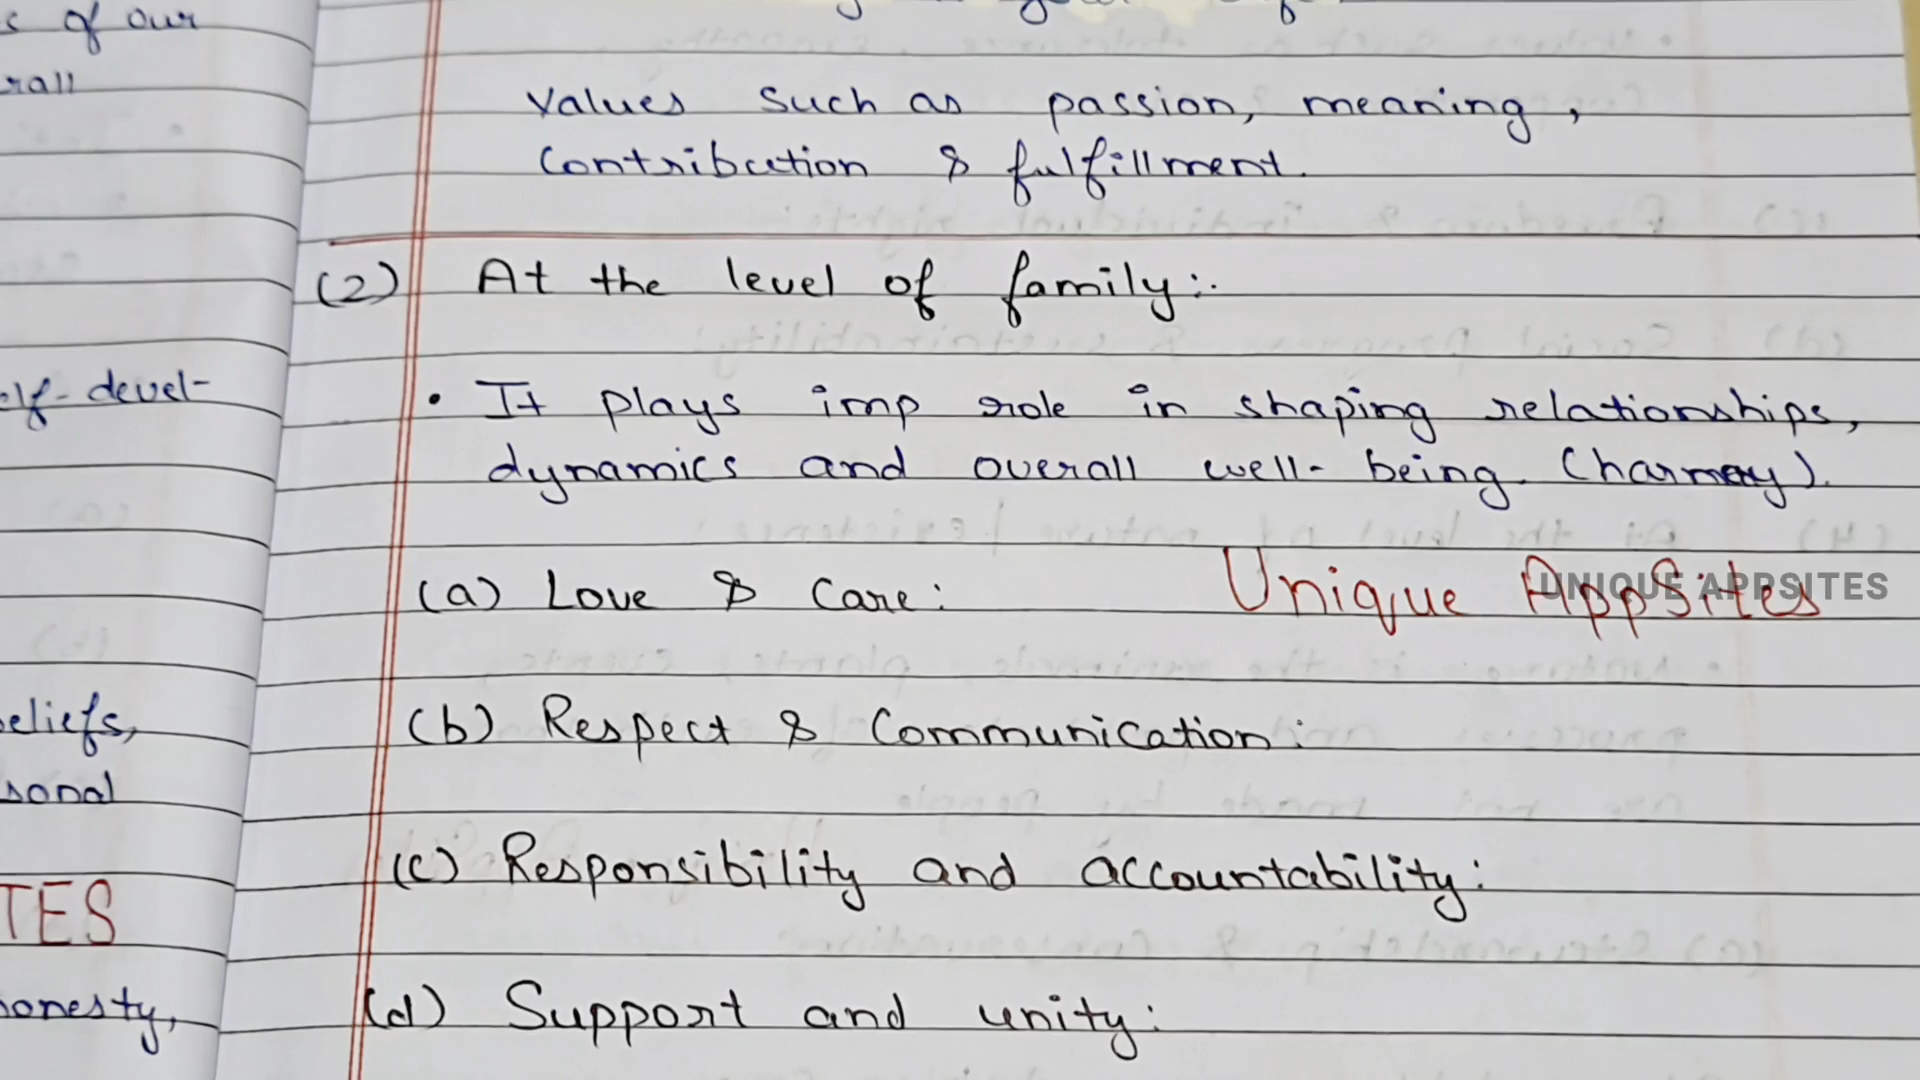 s of our
rall
elf-devel-
eliefs,
sonal
TES
honesty,
values such as passion, meaning,
contribution & fulfillment.
(2) At the level of family:-
• It plays imp role in shaping relationships,
dynamics and overall well-being (harmony).
(a) Love & Care: Unique AppSites
UNIQUE APPSITES
(b) Respect & Communication:
(c) Responsibility and accountability:
(d) Support and unity: